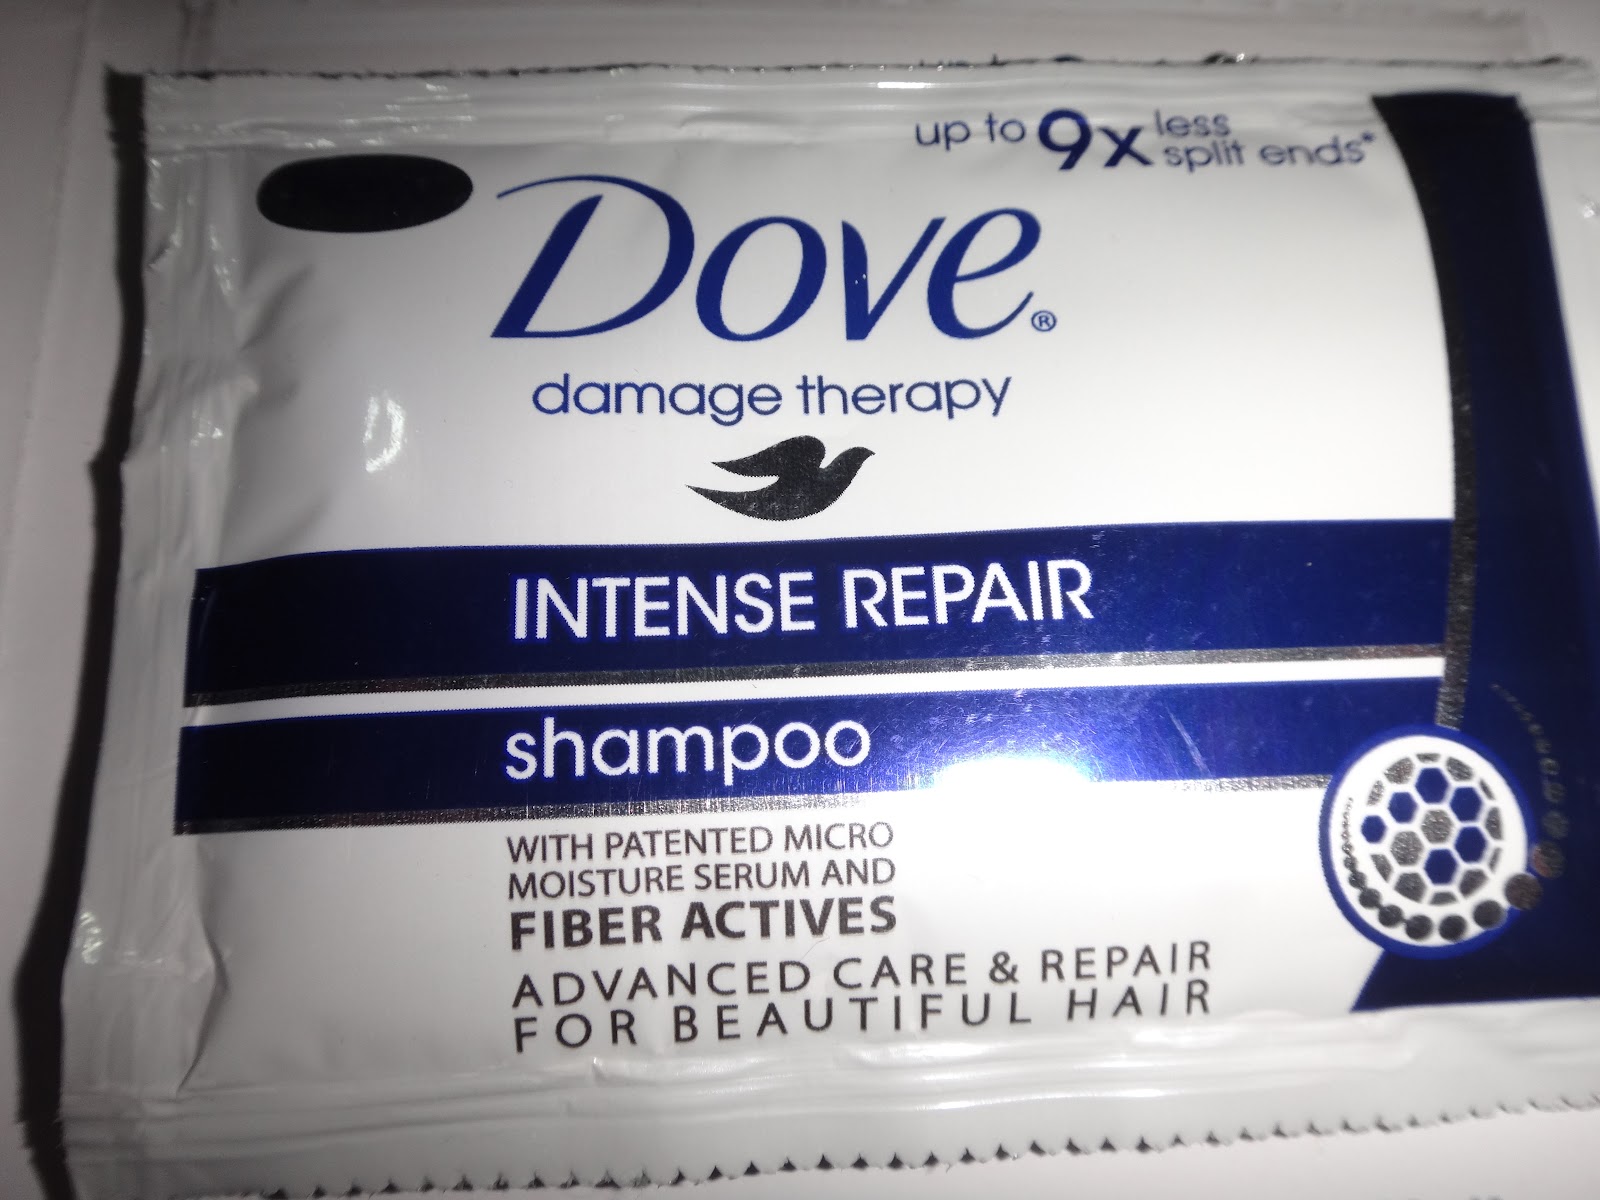 up to 9x less
split ends*
Dove®
damage therapy
INTENSE REPAIR
shampoo
WITH PATENTED MICRO
MOISTURE SERUM AND
FIBER ACTIVES
ADVANCED CARE & REPAIR
FOR BEAUTIFUL HAIR